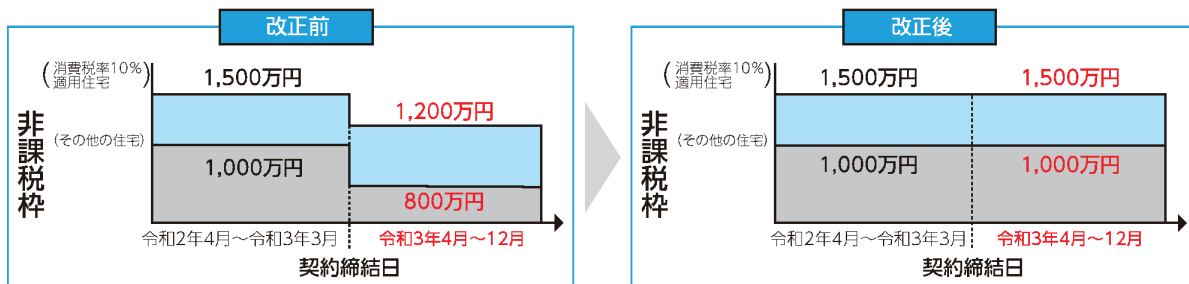 改正前
(消費税率10%
適用住宅)
1,500万円
1,200万円
非課税枠
(その他の住宅)
1,000万円
800万円
令和2年4月～令和3年3月
令和3年4月～12月
契約締結日
改正後
(消費税率10%
適用住宅)
1,500万円
1,500万円
非課税枠
(その他の住宅)
1,000万円
1,000万円
令和2年4月～令和3年3月
令和3年4月～12月
契約締結日